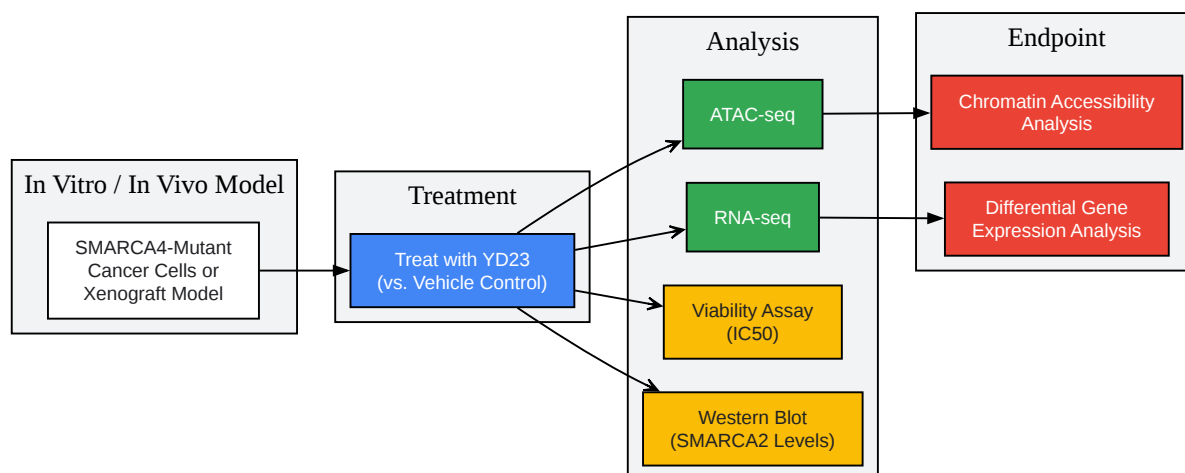 In Vitro / In Vivo Model
SMARCA4-Mutant
Cancer Cells or
Xenograft Model
Treatment
Treat with YD23
(vs. Vehicle Control)
Analysis
ATAC-seq
RNA-seq
Viability Assay
(IC50)
Western Blot
(SMARCA2 Levels)
Endpoint
Chromatin Accessibility
Analysis
Differential Gene
Expression Analysis